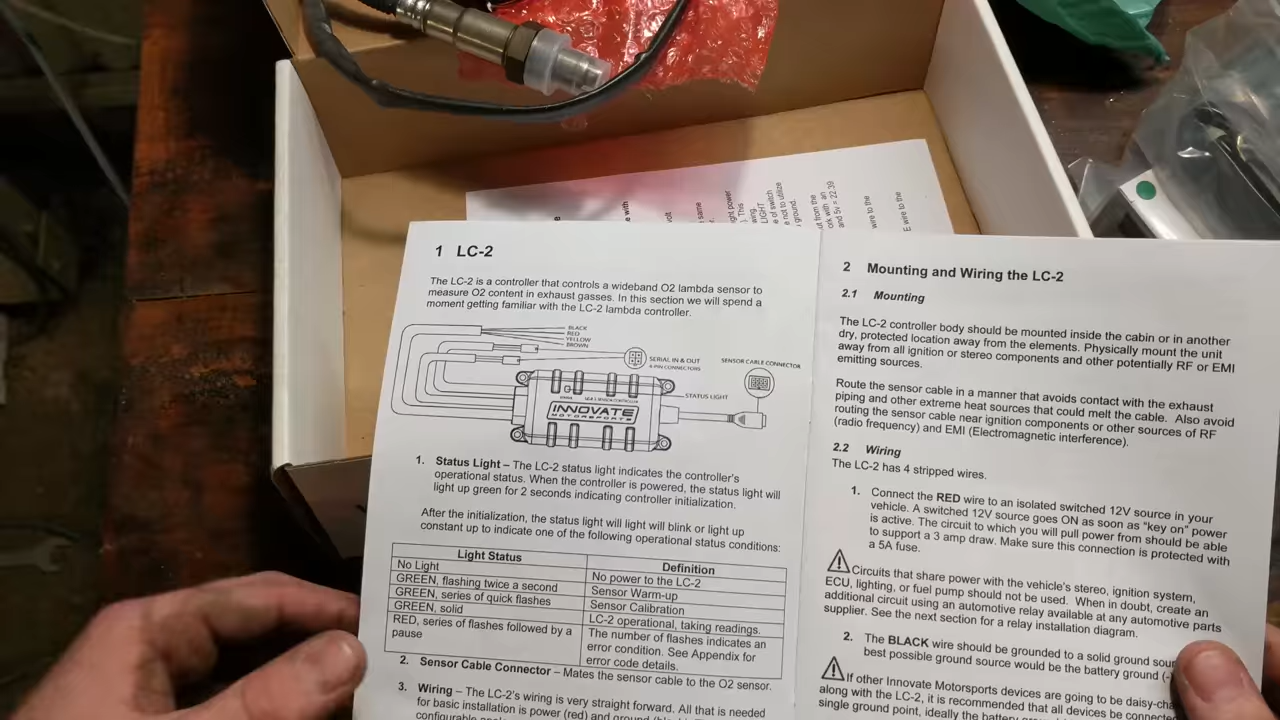 1 LC-2
The LC-2 is a controller that controls a wideband O2 lambda sensor to
measure O2 content in exhaust gasses. In this section we will spend a
moment getting familiar with the LC-2 lambda controller.
BLACK
RED
YELLOW
BROWN
SERIAL IN & OUT
4-PIN CONNECTORS
SENSOR CABLE CONNECTOR
STATUS LIGHT
INNOVATE
MOTORSPORTS
1. Status Light – The LC-2 status light indicates the controller's
operational status. When the controller is powered, the status light will
light up green for 2 seconds indicating controller initialization.
After the initialization, the status light will light will blink or light up
constant up to indicate one of the following operational status conditions:
Light Status Definition
No Light No power to the LC-2
GREEN, flashing twice a second Sensor Warm-up
GREEN, series of quick flashes Sensor Calibration
GREEN, solid LC-2 operational, taking readings.
RED, series of flashes followed by a The number of flashes indicates an
pause error condition. See Appendix for
error code details.
2. Sensor Cable Connector – Mates the sensor cable to the O2 sensor.
3. Wiring – The LC-2's wiring is very straight forward. All that is needed
for basic installation is power (red) and ground
2 Mounting and Wiring the LC-2
2.1 Mounting
The LC-2 controller body should be mounted inside the cabin or in another
dry, protected location away from the elements. Physically mount the unit
away from all ignition or stereo components and other potentially RF or EMI
emitting sources.
Route the sensor cable in a manner that avoids contact with the exhaust
piping and other extreme heat sources that could melt the cable. Also avoid
routing the sensor cable near ignition components or other sources of RF
(radio frequency) and EMI (Electromagnetic interference).
2.2 Wiring
The LC-2 has 4 stripped wires.
1. Connect the RED wire to an isolated switched 12V source in your
vehicle. A switched 12V source goes ON as soon as "key on" power
is active. The circuit to which you will pull power from should be able
to support a 3 amp draw. Make sure this connection is protected with
a 5A fuse.
Circuits that share power with the vehicle's stereo, ignition system,
ECU, lighting, or fuel pump should not be used. When in doubt, create an
additional circuit using an automotive relay available at any automotive parts
supplier. See the next section for a relay installation diagram.
2. The BLACK wire should be grounded to a solid ground
best possible ground source would be the battery ground
If other Innovate Motorsports devices are going to be
along with the LC-2, it is recommended that all devices be
single ground point, ideally the